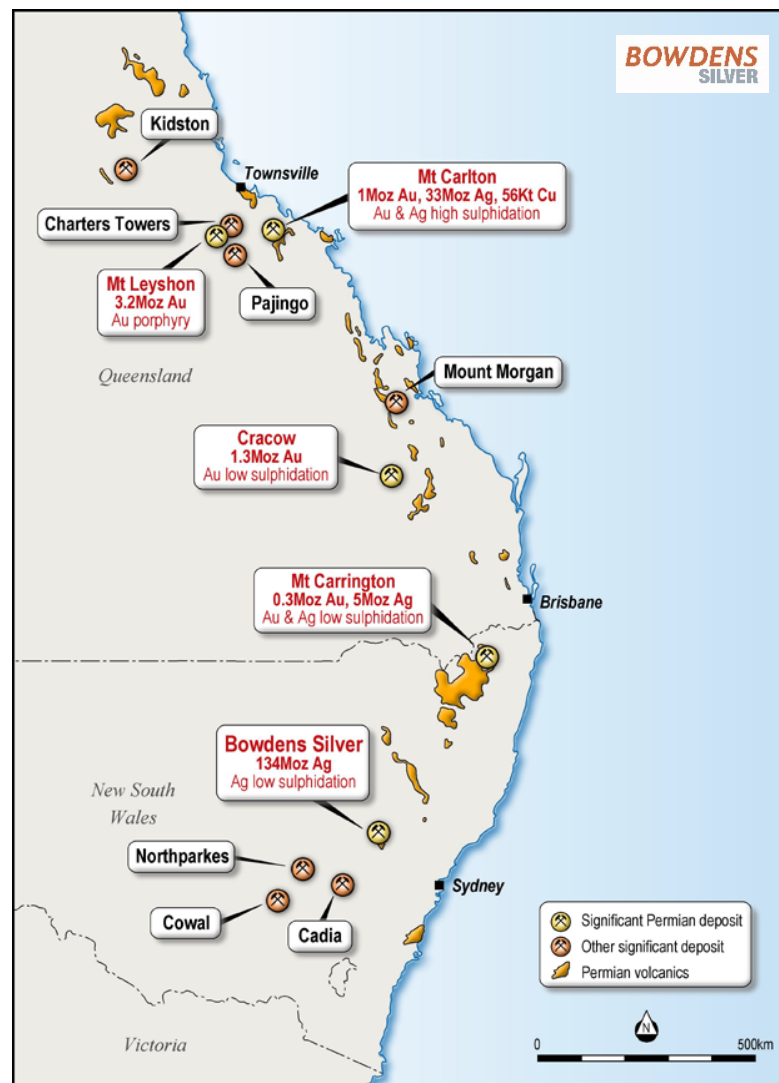 BOWDENS
SILVER
Kidston
Townsville
Mt Carlton
1Moz Au, 33Moz Ag, 56Kt Cu
Au & Ag high sulphidation
Charters Towers
Mt Leyshon
3.2Moz Au
Au porphyry
Pajingo
Queensland
Mount Morgan
Cracow
1.3Moz Au
Au low sulphidation
Mt Carrington
0.3Moz Au, 5Moz Ag
Au & Ag low sulphidation
Brisbane
Bowdens Silver
134Moz Ag
Ag low sulphidation
New South
Wales
Northparkes
Sydney
Cowal
Cadia
Significant Permian deposit
Other significant deposit
Permian volcanics
N
0
500km
Victoria